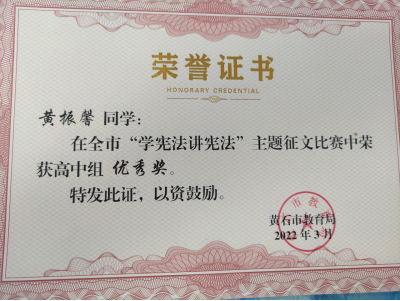 荣誉证书
HONORARY CREDENTIAL
黄振馨 同学:
在全市“学宪法讲宪法”主题征文比赛中荣
获高中组 优秀奖。
特发此证，以资鼓励。
黄石市教育局
2022年3月